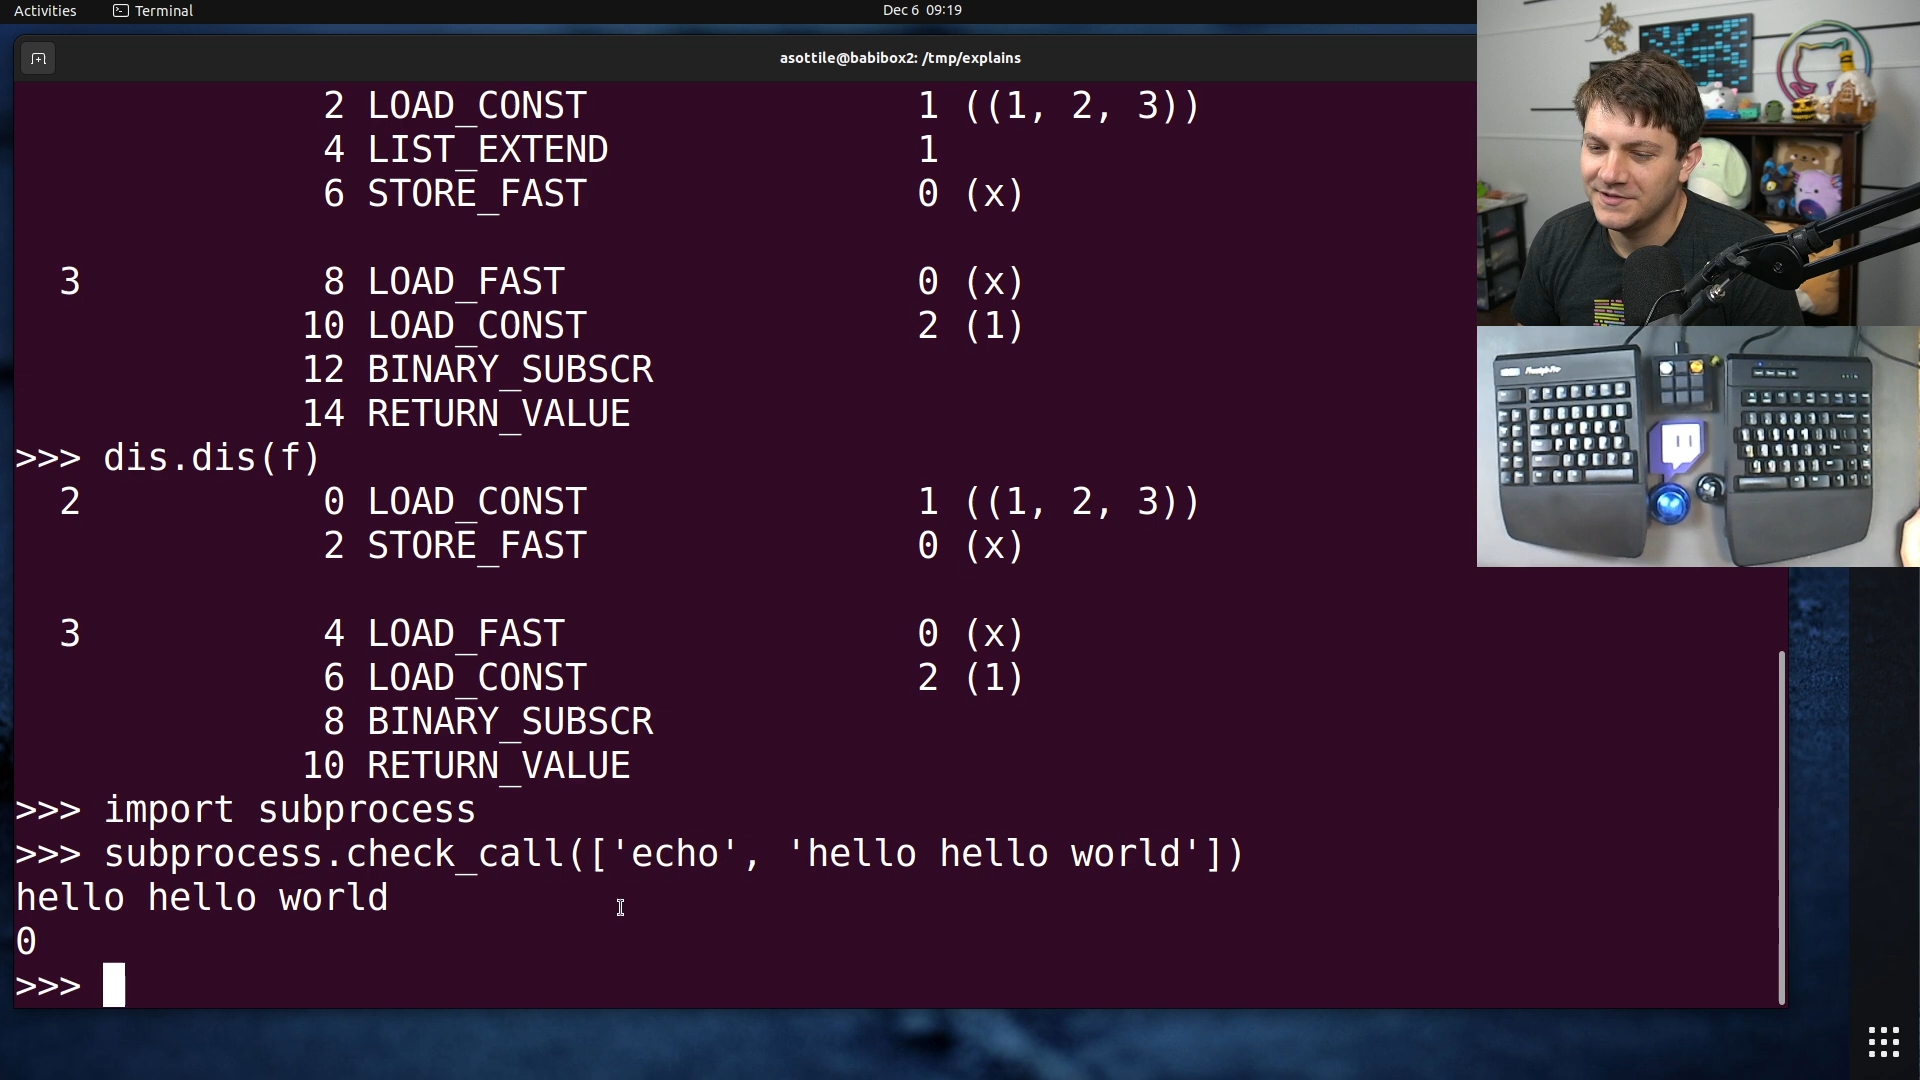 Activities
Terminal
Dec 6 09:19
asottile@babibox2: /tmp/explains
2 LOAD_CONST 1 ((1, 2, 3))
4 LIST_EXTEND 1
6 STORE_FAST 0 (x)
3 8 LOAD_FAST 0 (x)
10 LOAD_CONST 2 (1)
12 BINARY_SUBSCR
14 RETURN_VALUE
>>> dis.dis(f)
2 0 LOAD_CONST 1 ((1, 2, 3))
2 STORE_FAST 0 (x)
3 4 LOAD_FAST 0 (x)
6 LOAD_CONST 2 (1)
8 BINARY_SUBSCR
10 RETURN_VALUE
>>> import subprocess
>>> subprocess.check_call(['echo', 'hello hello world'])
hello hello world
0
>>>